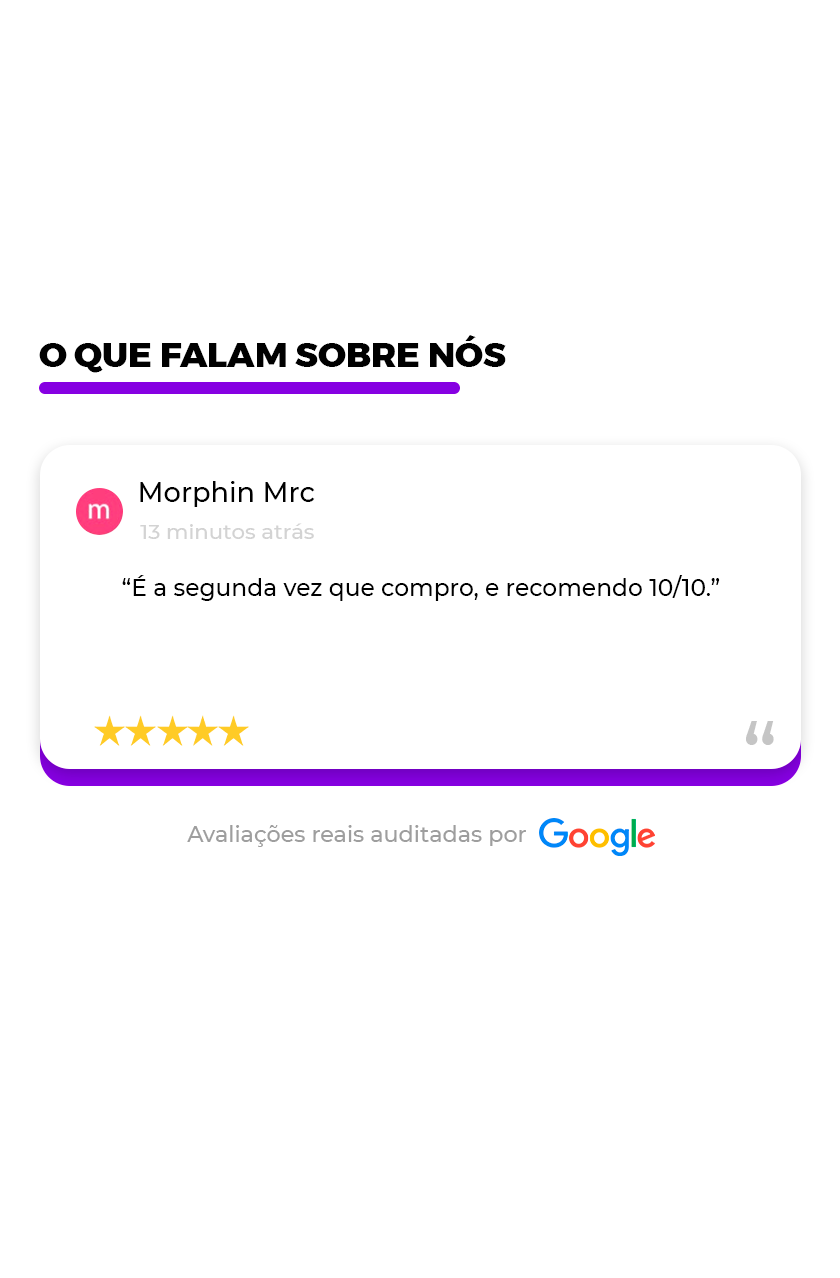 O QUE FALAM SOBRE NÓS
m
Morphin Mrc
13 minutos atrás
“É a segunda vez que compro, e recomendo 10/10.”
“
Avaliações reais auditadas por Google